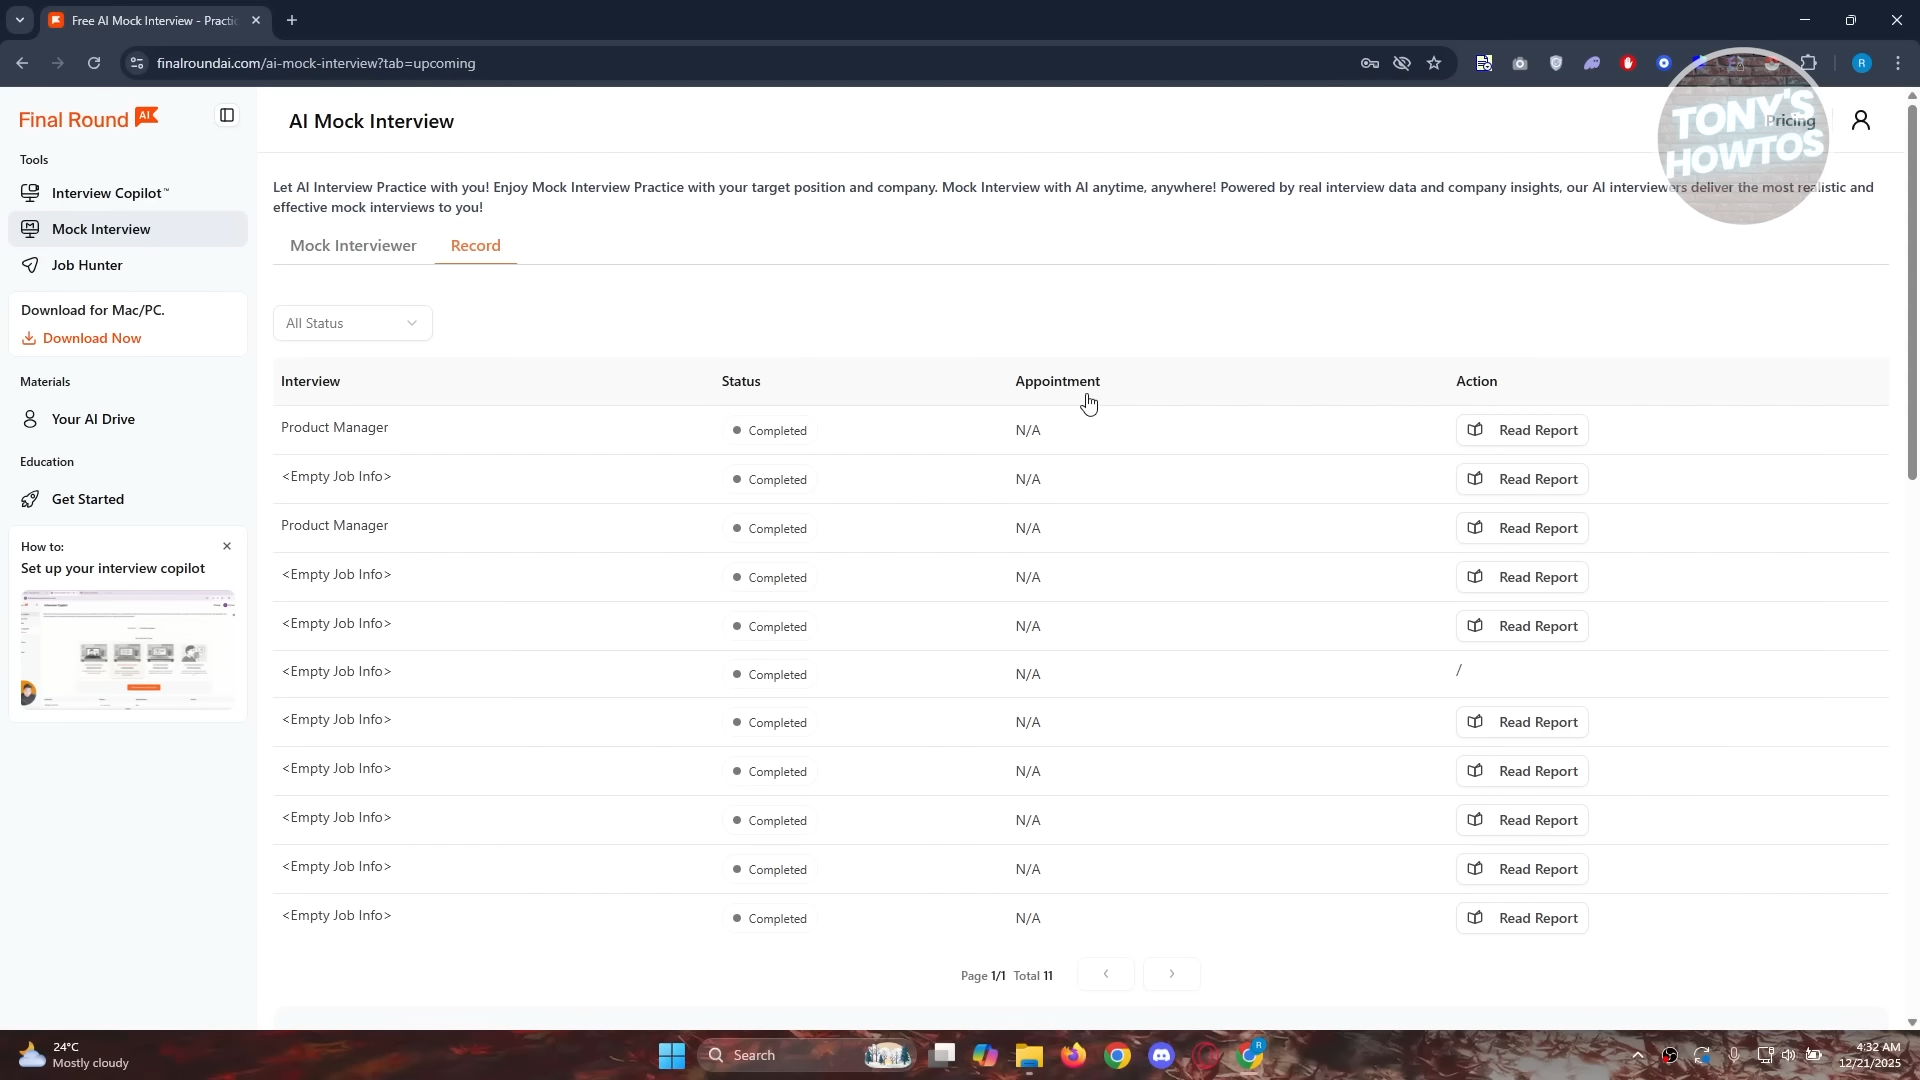 Free AI Mock Interview - Practic
finalroundai.com/ai-mock-interview?tab=upcoming
R
Final Round AI
AI Mock Interview
Pricing
TONY'S
HOWTOS
Tools
Interview Copilot™
Mock Interview
Job Hunter
Download for Mac/PC.
Download Now
Materials
Your AI Drive
Education
Get Started
How to:
Set up your interview copilot
Let AI Interview Practice with you! Enjoy Mock Interview Practice with your target position and company. Mock Interview with AI anytime, anywhere! Powered by real interview data and company insights, our AI interviewers deliver the most realistic and
effective mock interviews to you!
Mock Interviewer Record
All Status
Interview Status Appointment Action
Product Manager Completed N/A Read Report
<Empty Job Info> Completed N/A Read Report
Product Manager Completed N/A Read Report
<Empty Job Info> Completed N/A Read Report
<Empty Job Info> Completed N/A Read Report
<Empty Job Info> Completed N/A /
<Empty Job Info> Completed N/A Read Report
<Empty Job Info> Completed N/A Read Report
<Empty Job Info> Completed N/A Read Report
<Empty Job Info> Completed N/A Read Report
<Empty Job Info> Completed N/A Read Report
Page 1/1 Total 11
24°C
Mostly cloudy
Search
R
4:32 AM
12/21/2025